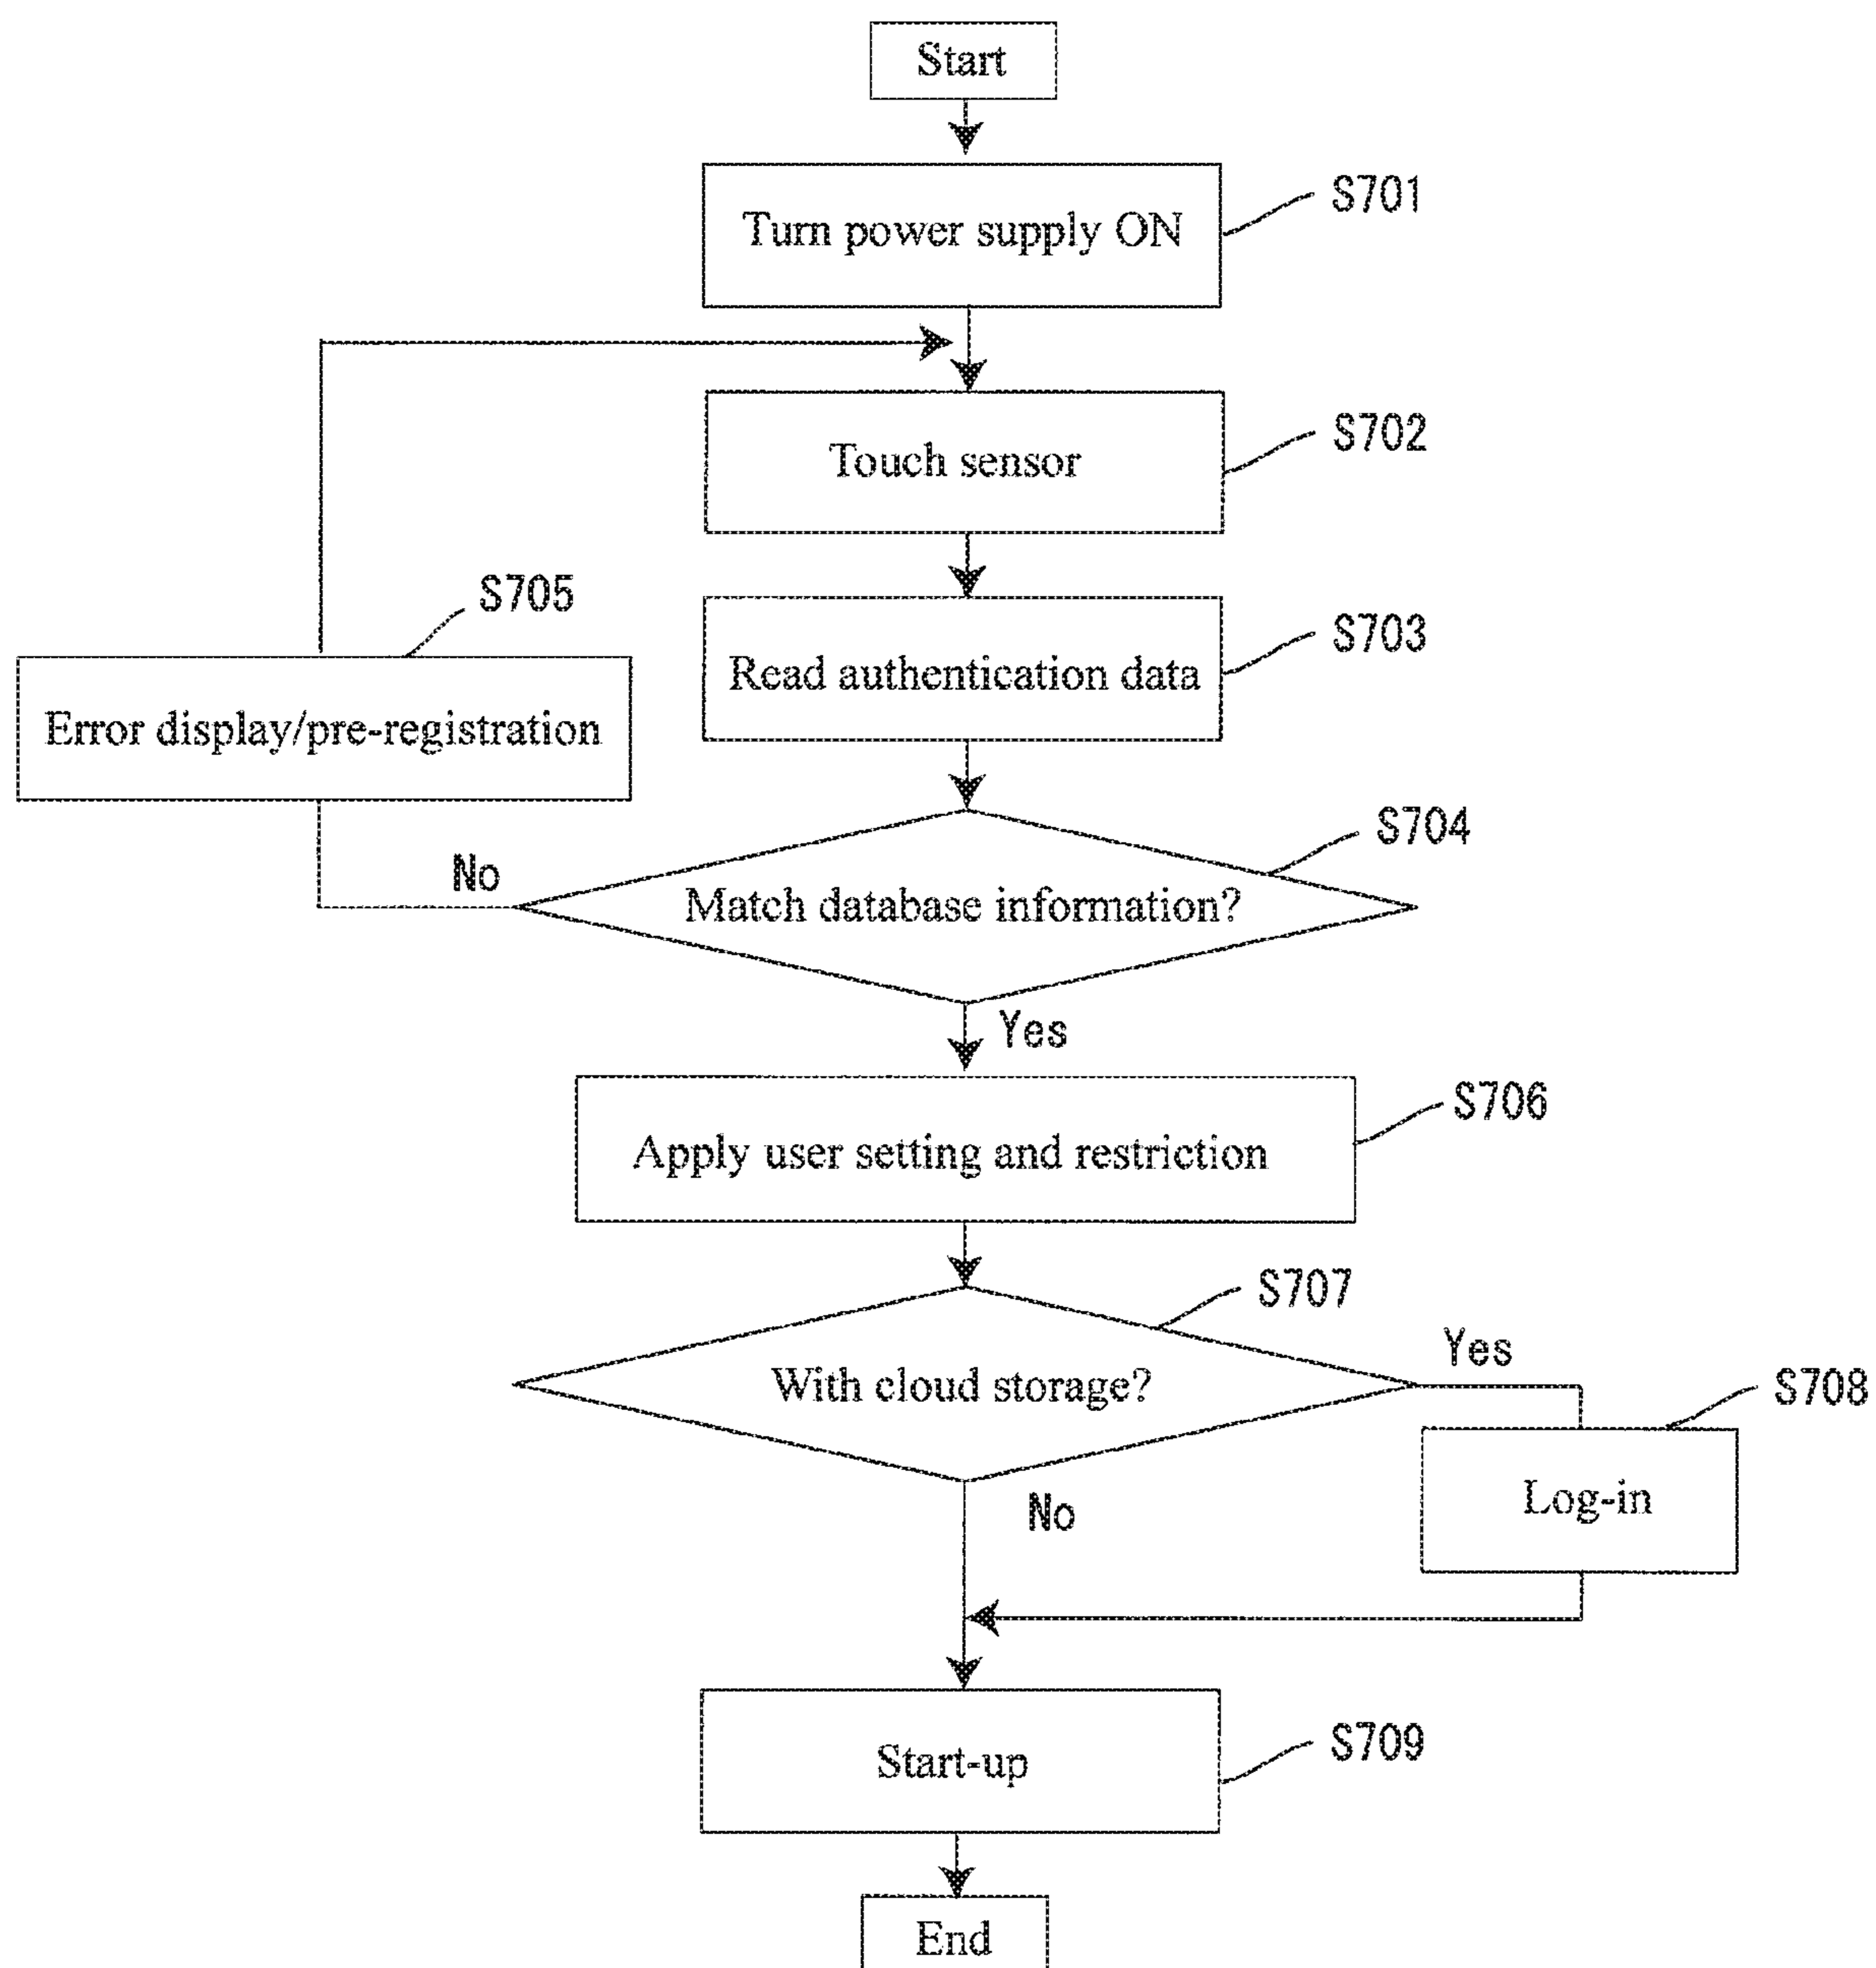 Start
Turn power supply ON
S701
Touch sensor
S702
S705
Error display/pre-registration
Read authentication data
S703
S704
No
Match database information?
Yes
Apply user setting and restriction
S706
S707
With cloud storage?
Yes
S708
Log-in
No
Start-up
S709
End